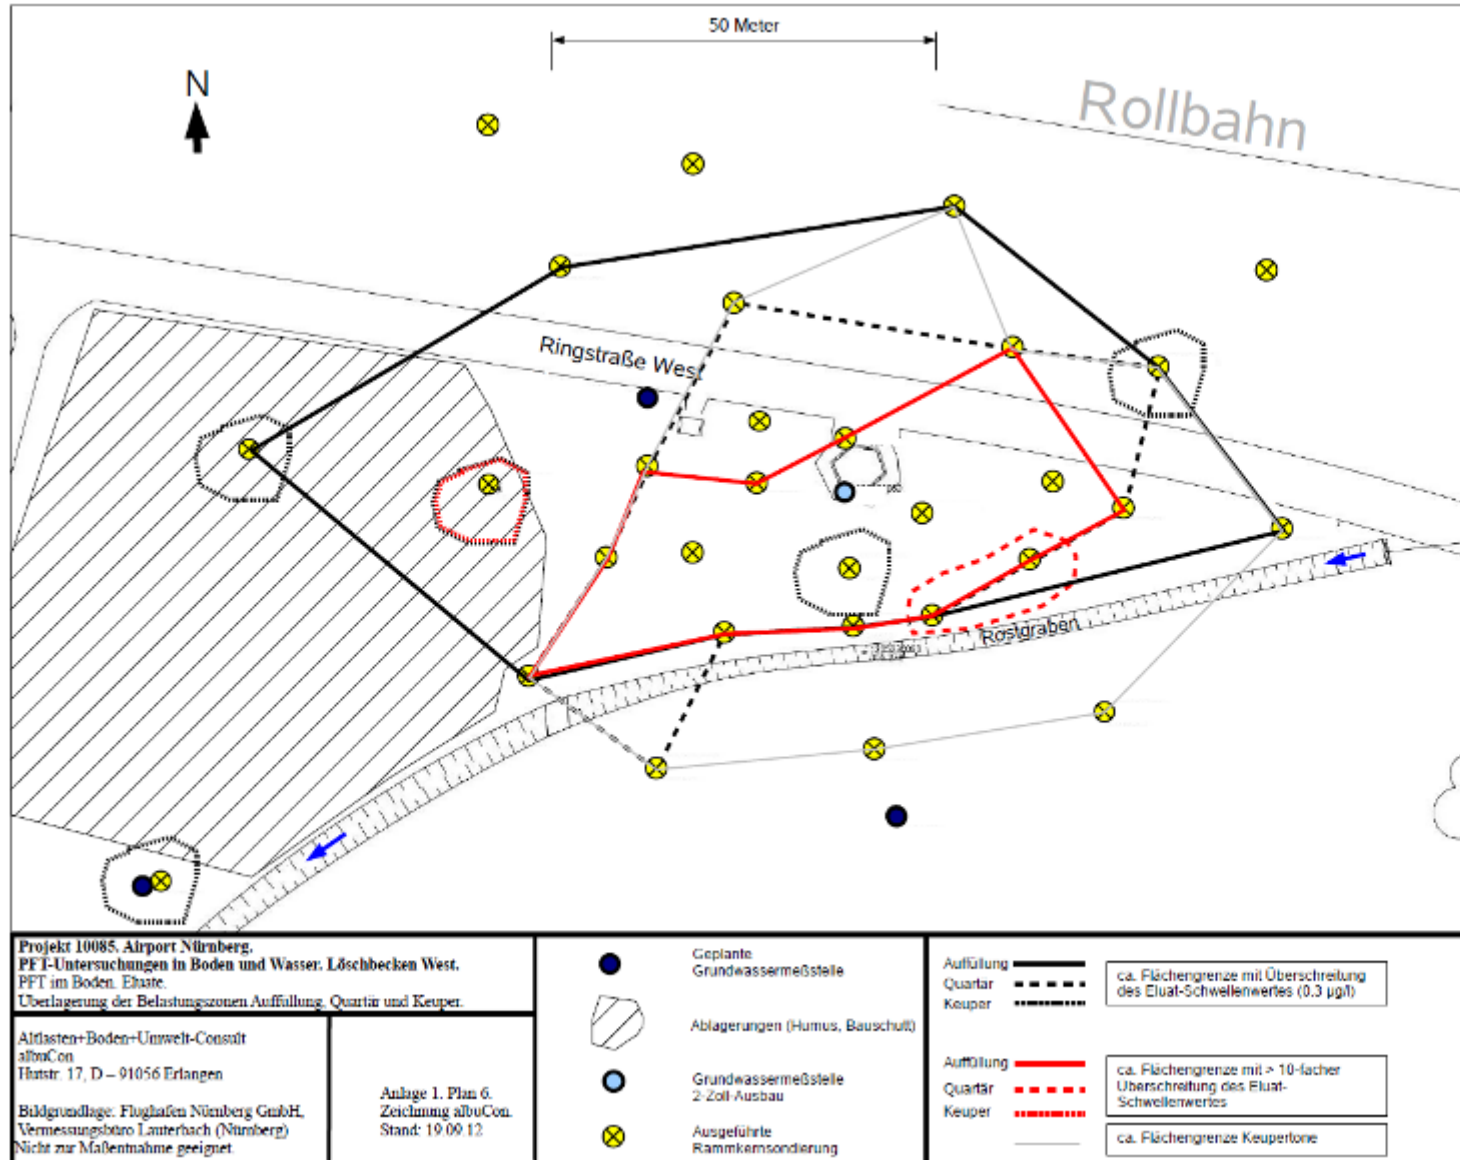 50 Meter
N
Rollbahn
Ringstraße West
Rostgraben
Projekt 10085. Airport Nürnberg.
PFT-Untersuchungen in Boden und Wasser. Löschbecken West.
PFT im Boden. Eluate.
Überlagerung der Belastungszonen Auffüllung, Quartär und Keuper.
Altlasten+Boden+Umwelt-Consult
albuCon
Hutstr. 17, D – 91056 Erlangen
Bildgrundlage: Flughafen Nürnberg GmbH,
Vermessungsbüro Lauterbach (Nürnberg)
Nicht zur Maßentnahme geeignet.
Anlage 1. Plan 6.
Zeichnung albuCon.
Stand: 19.09.12
Geplante
Grundwassermeßstelle
Ablagerungen (Humus, Bauschutt)
Grundwassermeßstelle
2-Zoll-Ausbau
Ausgeführte
Rammkernsondierung
Auffüllung
Quartär
Keuper
ca. Flächengrenze mit Überschreitung
des Eluat-Schwellenwertes (0.3 µg/l)
Auffüllung
Quartär
Keuper
ca. Flächengrenze mit > 10-facher
Überschreitung des Eluat-
Schwellenwertes
ca. Flächengrenze Keupertone